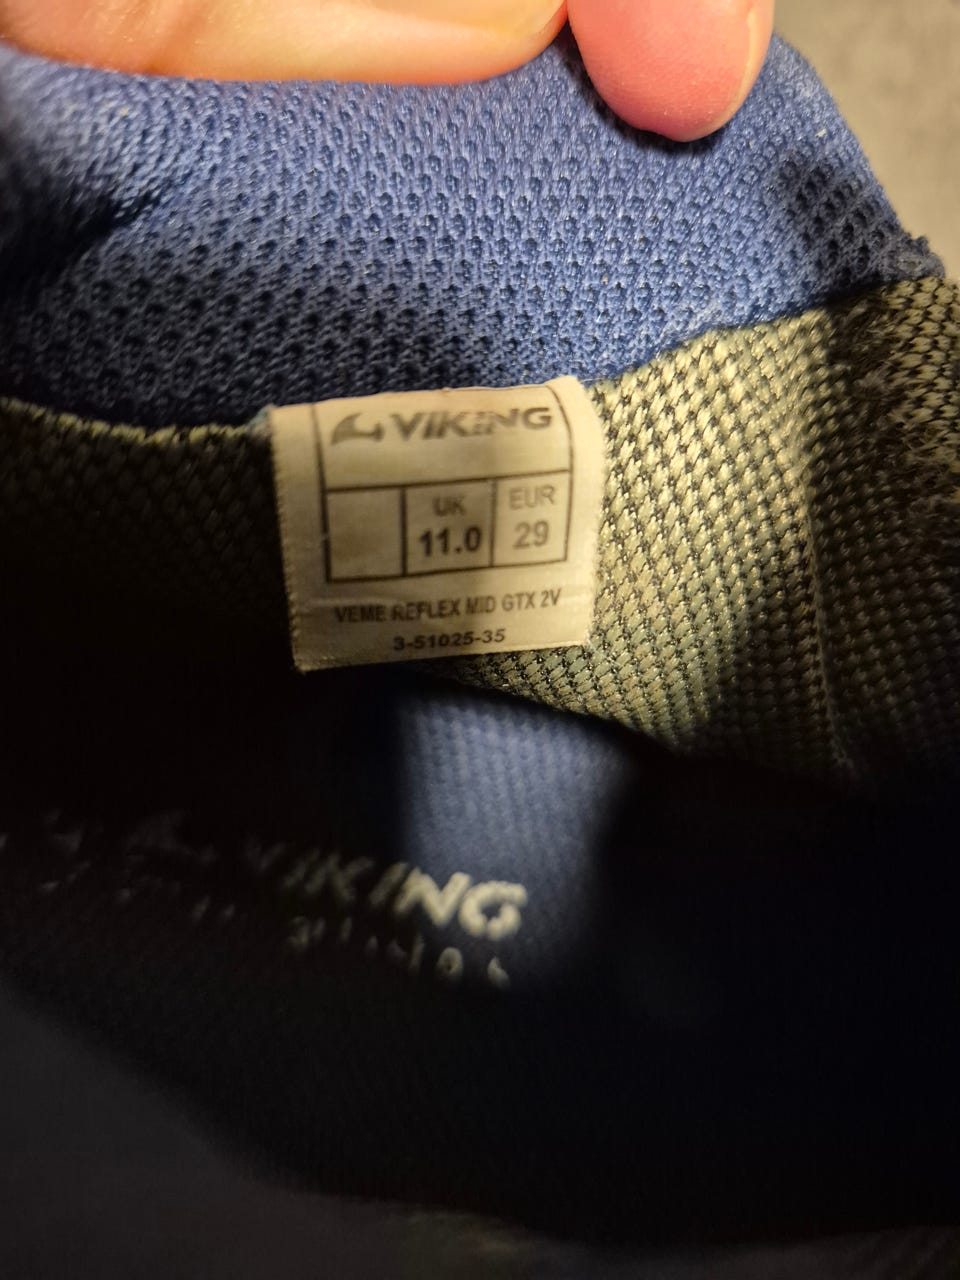 VIKING
UK EUR
11.0 29
VEME REFLEX MID GTX 2V
3-51025-35
VIKING